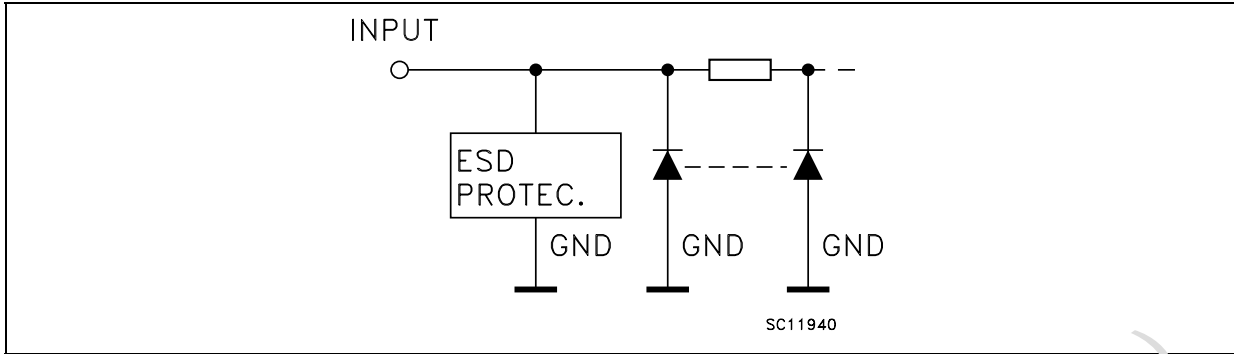 INPUT
ESD
PROTEC.
GND
GND
GND
SC11940